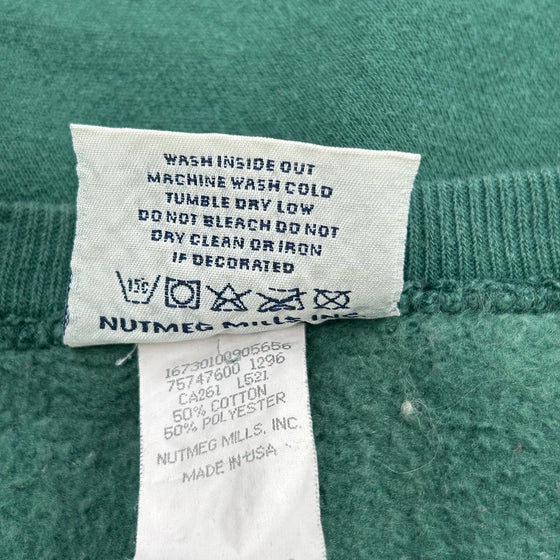 WASH INSIDE OUT
MACHINE WASH COLD
TUMBLE DRY LOW
DO NOT BLEACH DO NOT
DRY CLEAN OR IRON
IF DECORATED
NUTMEG MILLS INC.
16730100905656
75747600 1296
CA261 L521
50% COTTON
50% POLYESTER
NUTMEG MILLS, INC.
MADE IN USA